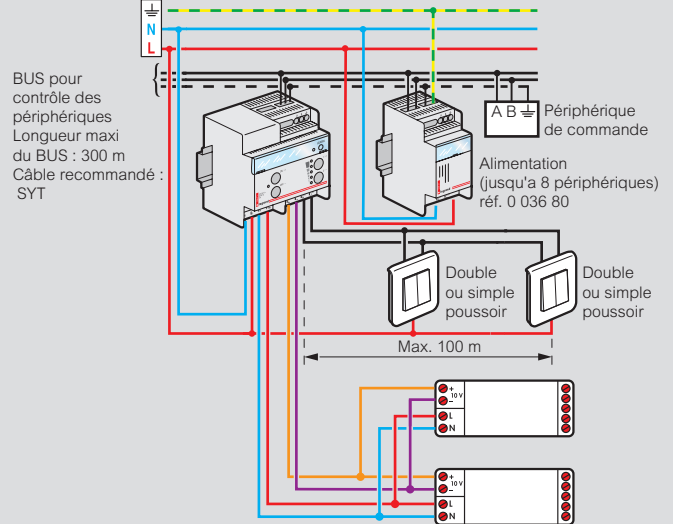 N
L
BUS pour
contrôle des
périphériques
Longueur maxi
du BUS : 300 m
Câble recommandé :
SYT
A B
Périphérique
de commande
Alimentation
(jusqu'a 8 périphériques)
réf. 0 036 80
Double
ou simple
poussoir
Double
ou simple
poussoir
Max. 100 m
+
10 V
–
L
N
+
10 V
–
L
N